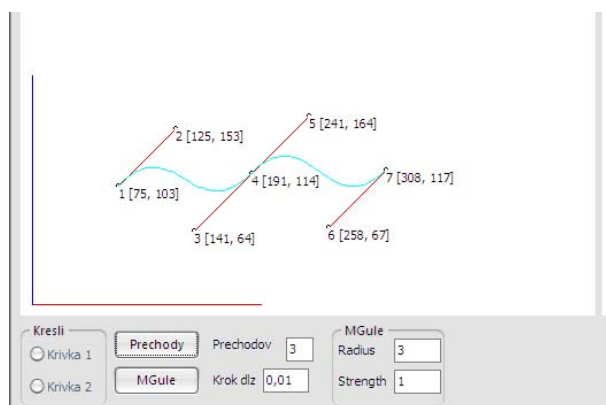 5 [241, 164]
2 [125, 153]
4 [191, 114]
7 [308, 117]
1 [75, 103]
3 [141, 64]
6 [258, 67]
Kresli
Krivka 1
Krivka 2
Prechody
MGule
Prechodov 3
Krok dlz 0,01
MGule
Radius 3
Strength 1